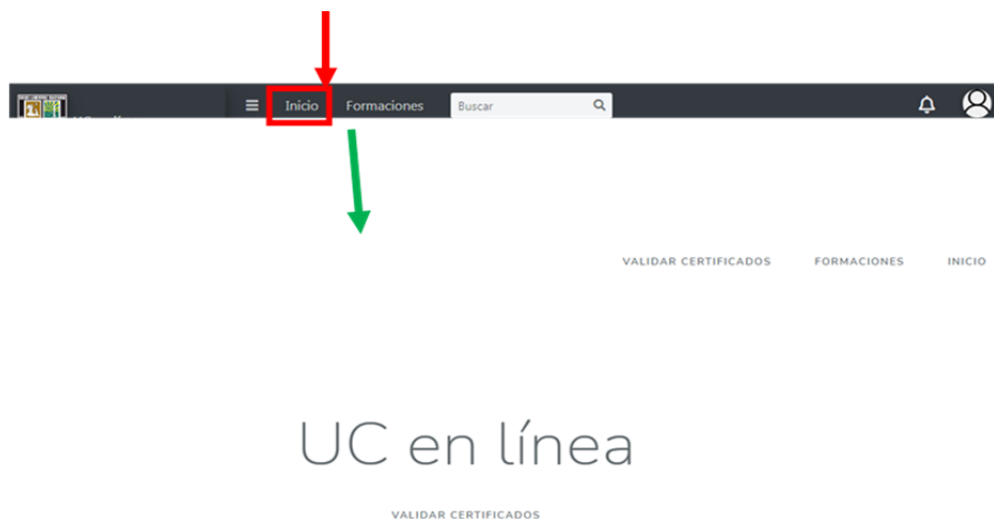 Inicio Formaciones Buscar
VALIDAR CERTIFICADOS FORMACIONES INICIO
UC en línea
VALIDAR CERTIFICADOS